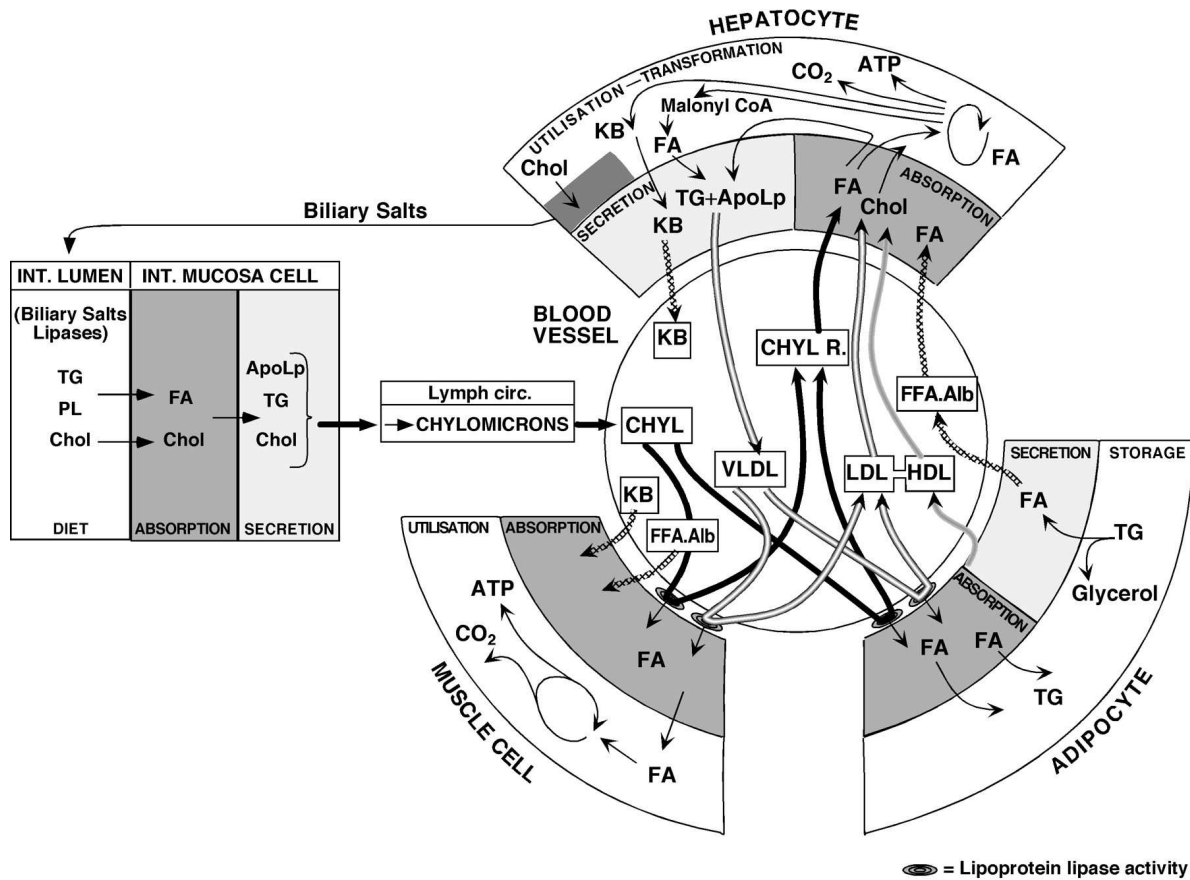 HEPATOCYTE
UTILISATION — TRANSFORMATION
CO2
ATP
Malonyl CoA
KB
FA
FA
Chol
SECRETION
TG+ApoLp
KB
FA
Chol
FA
ABSORPTION
Biliary Salts
INT. LUMEN
INT. MUCOSA CELL
(Biliary Salts
Lipases)
TG
PL
Chol
FA
Chol
ApoLp
TG
Chol
DIET
ABSORPTION
SECRETION
Lymph circ.
CHYLOMICRONS
BLOOD
VESSEL
KB
CHYL R.
FFA.Alb
CHYL
VLDL
LDL
HDL
KB
FFA.Alb
UTILISATION
ABSORPTION
ATP
CO2
FA
FA
MUSCLE CELL
SECRETION
STORAGE
FA
TG
Glycerol
ABSORPTION
FA
FA
TG
ADIPOCYTE
= Lipoprotein lipase activity